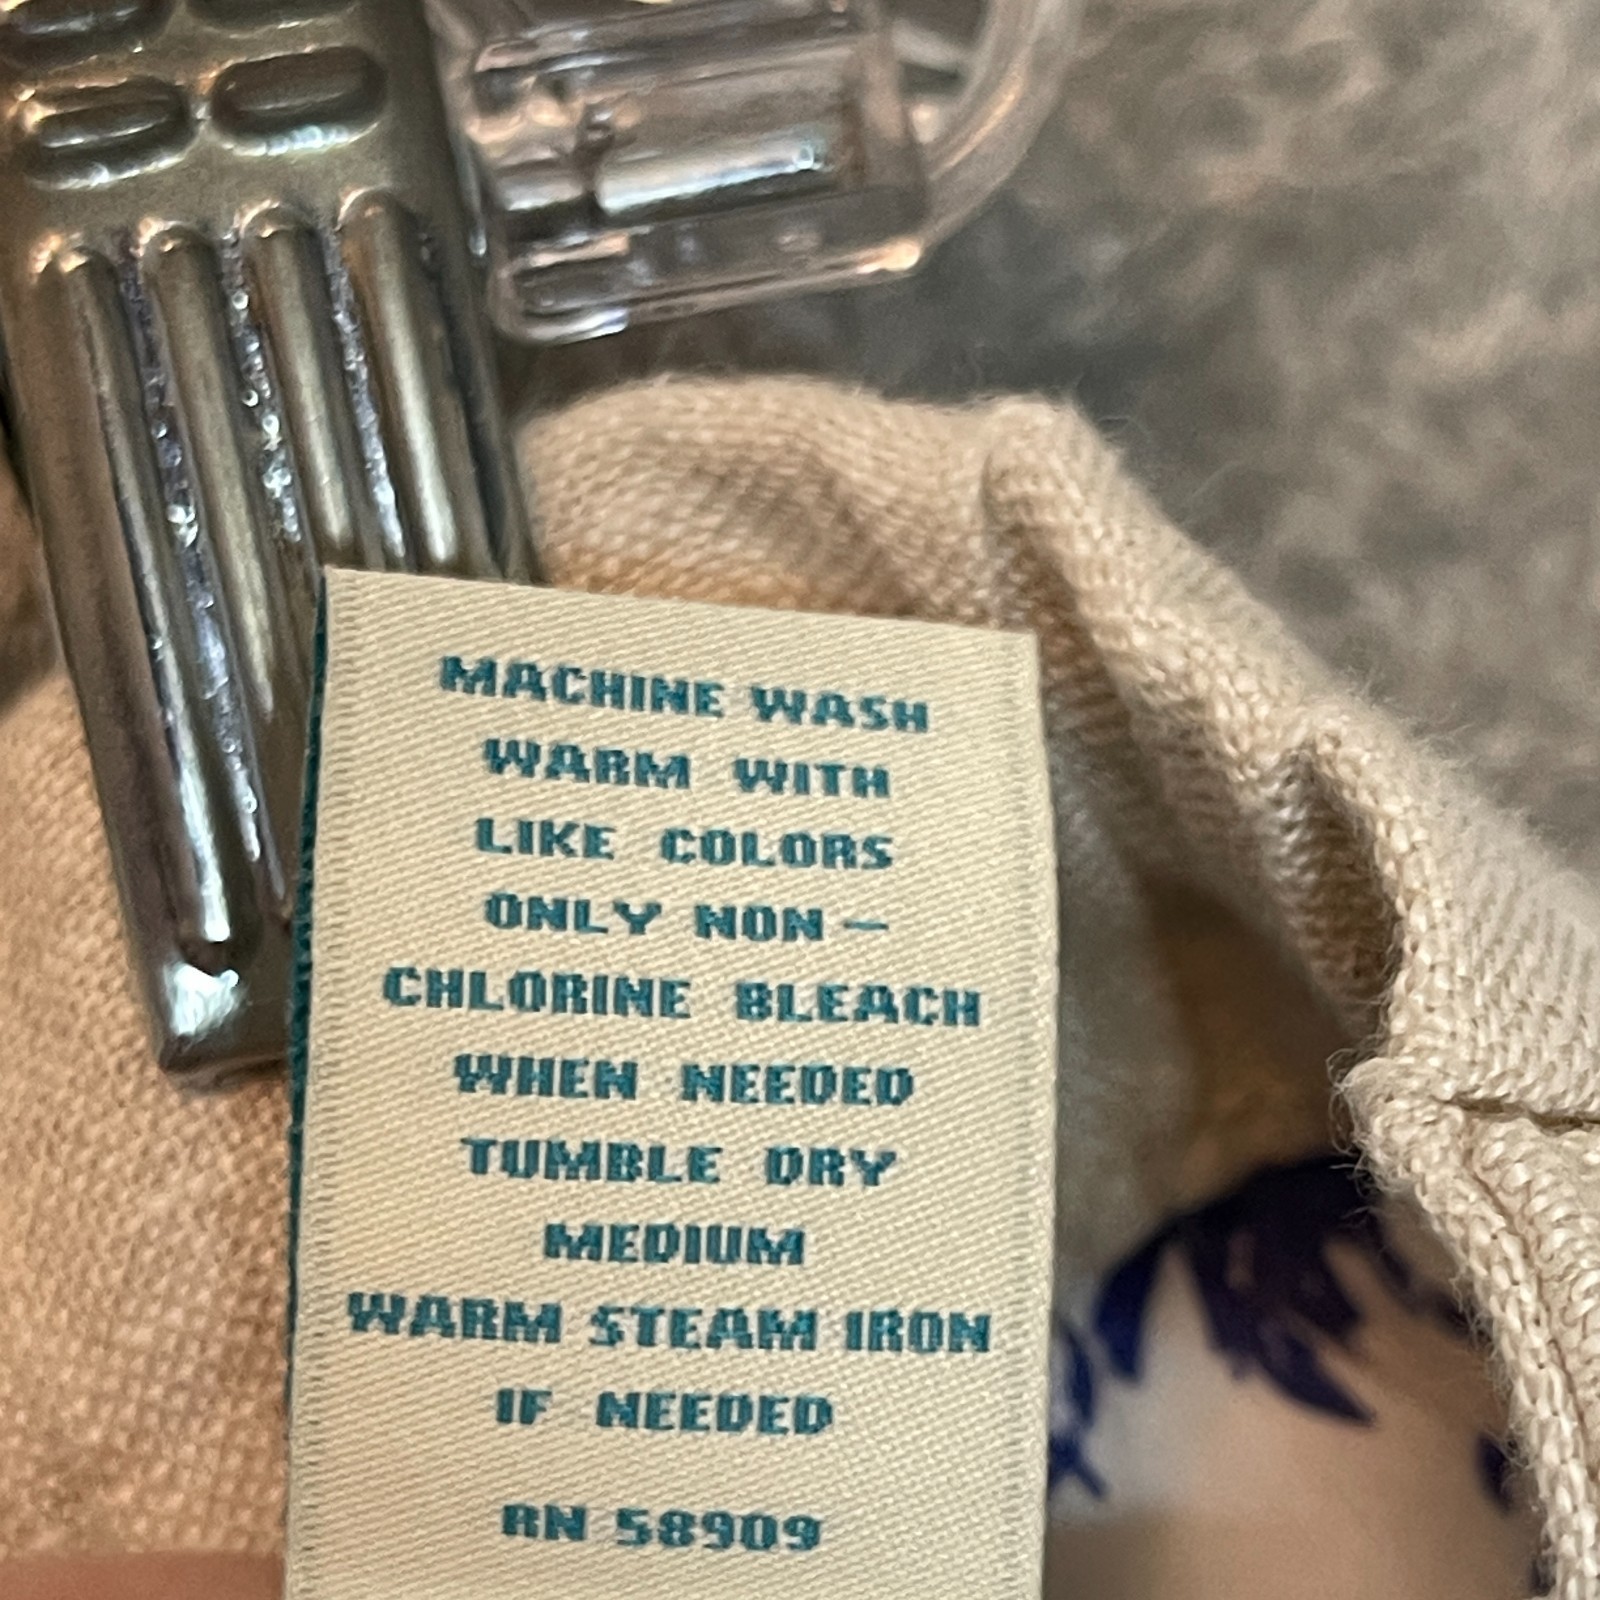 MACHINE WASH
WARM WITH
LIKE COLORS
ONLY NON-
CHLORINE BLEACH
WHEN NEEDED
TUMBLE DRY
MEDIUM
WARM STEAM IRON
IF NEEDED
RN 58909